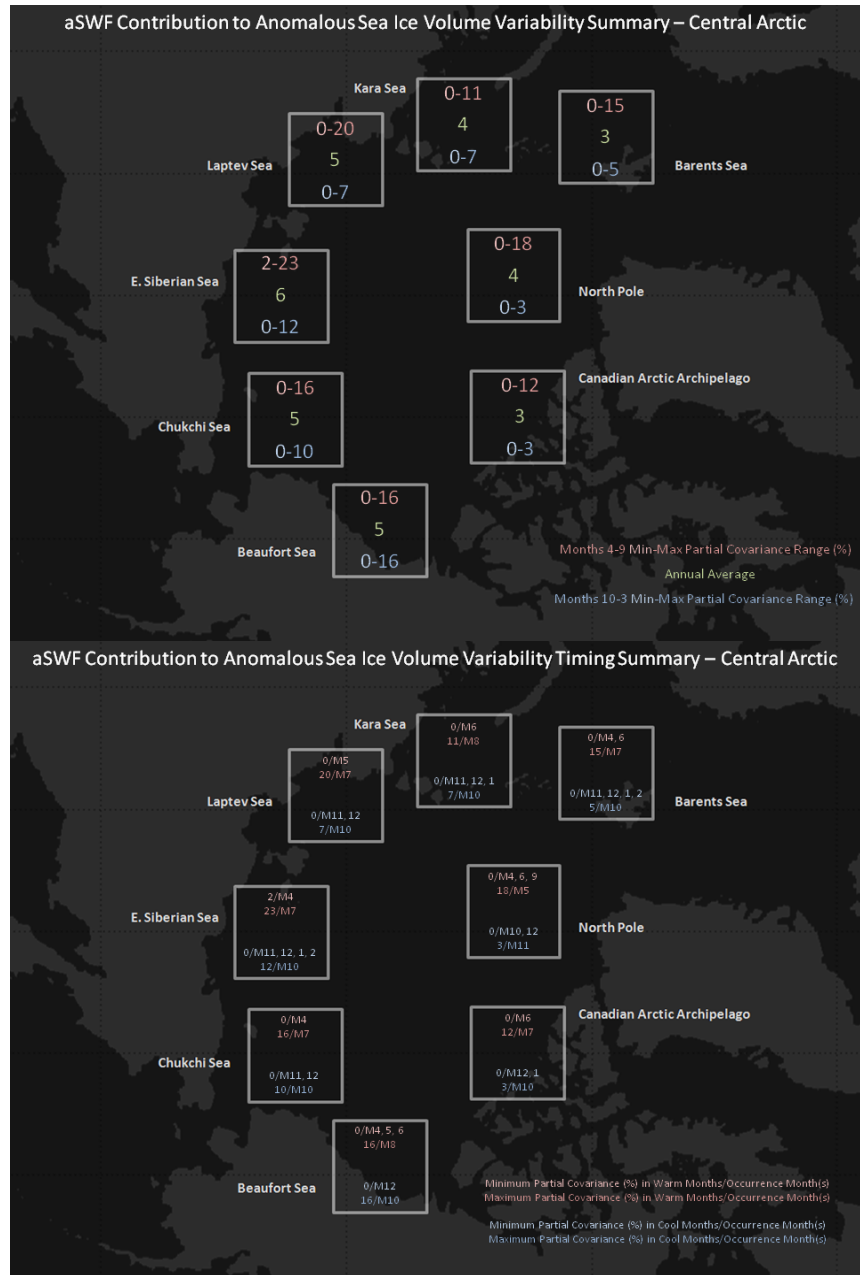 aSWF Contribution to Anomalous Sea Ice Volume Variability Summary – Central Arctic
Kara Sea
0-11
4
0-7
0-15
3
0-5
Barents Sea
Laptev Sea
0-20
5
0-7
E. Siberian Sea
2-23
6
0-12
0-18
4
0-3
North Pole
Chukchi Sea
0-16
5
0-10
Canadian Arctic Archipelago
0-12
3
0-3
Beaufort Sea
0-16
5
0-16
Months 4-9 Min-Max Partial Covariance Range (%)
Annual Average
Months 10-3 Min-Max Partial Covariance Range (%)
aSWF Contribution to Anomalous Sea Ice Volume Variability Timing Summary – Central Arctic
Kara Sea
0/M6
11/M8
0/M11, 12, 1
7/M10
0/M4, 6
15/M7
0/M11, 12, 1, 2
5/M10
Barents Sea
Laptev Sea
0/M5
20/M7
0/M11, 12
7/M10
E. Siberian Sea
2/M4
23/M7
0/M11, 12, 1, 2
12/M10
0/M4, 6, 9
18/M5
0/M10, 12
3/M11
North Pole
Chukchi Sea
0/M4
16/M7
0/M11, 12
10/M10
Canadian Arctic Archipelago
0/M6
12/M7
0/M12, 1
3/M10
Beaufort Sea
0/M4, 5, 6
16/M8
0/M12
16/M10
Minimum Partial Covariance (%) in Warm Months/Occurrence Month(s)
Maximum Partial Covariance (%) in Warm Months/Occurrence Month(s)
Minimum Partial Covariance (%) in Cool Months/Occurrence Month(s)
Maximum Partial Covariance (%) in Cool Months/Occurrence Month(s)